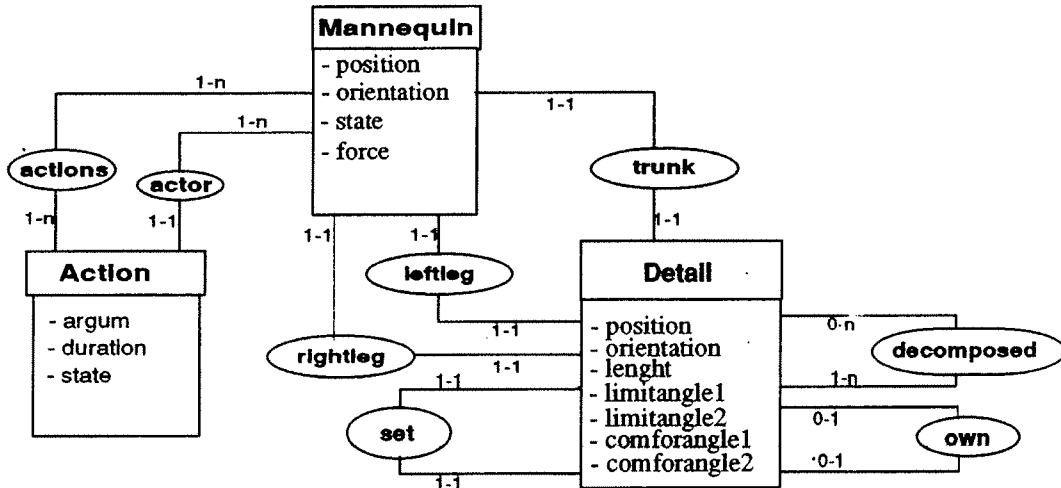 Mannequin
- position
- orientation
- state
- force
1-n
1-n
1-1
actions
actor
trunk
1-n
1-1
1-1
1-1
1-1
Action
- argum
- duration
- state
leftleg
rightleg
1-1
1-1
Detail
- position
- orientation
- lenght
- limitangle1
- limitangle2
- comforangle1
- comforangle2
0-n
decomposed
1-n
0-1
own
0-1
1-1
set
1-1